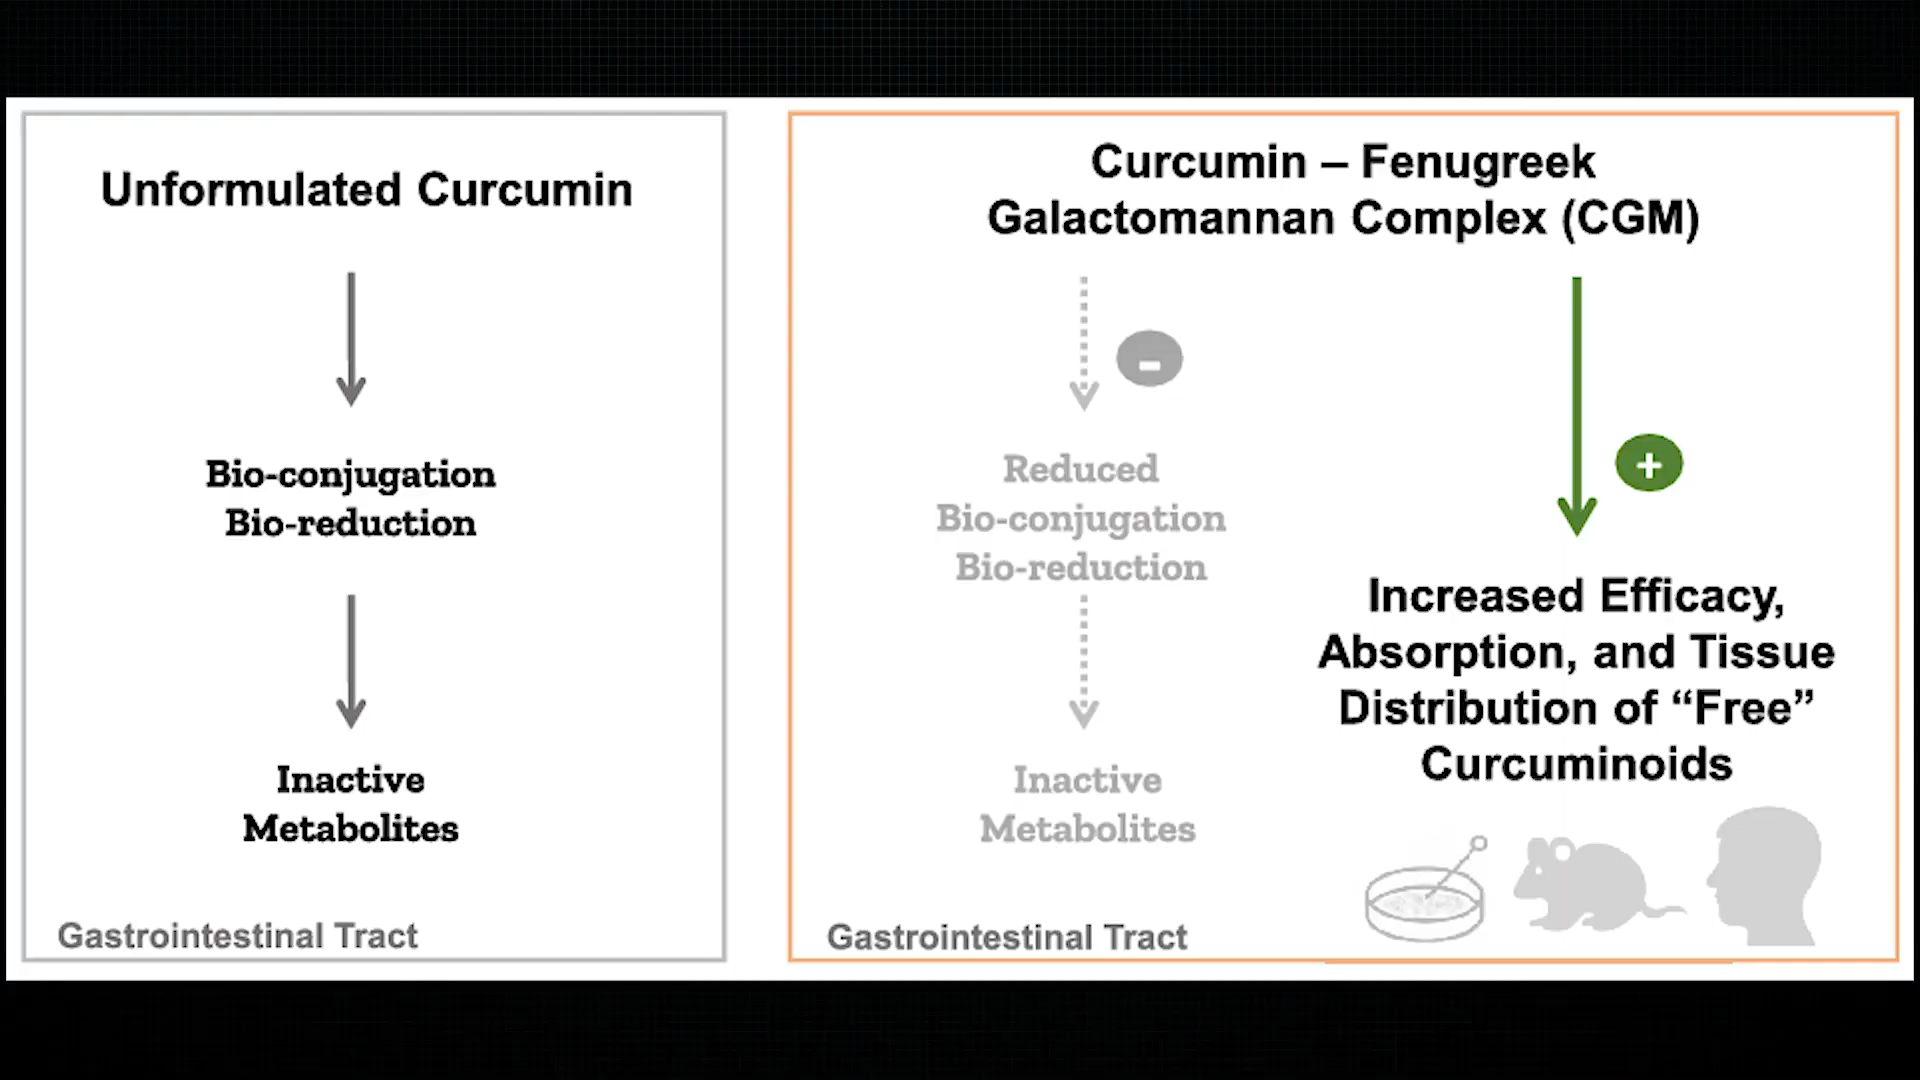 Unformulated Curcumin
Bio-conjugation
Bio-reduction
Inactive
Metabolites
Gastrointestinal Tract
Curcumin – Fenugreek
Galactomannan Complex (CGM)
-
Reduced
Bio-conjugation
Bio-reduction
Inactive
Metabolites
+
Increased Efficacy,
Absorption, and Tissue
Distribution of “Free”
Curcuminoids
Gastrointestinal Tract